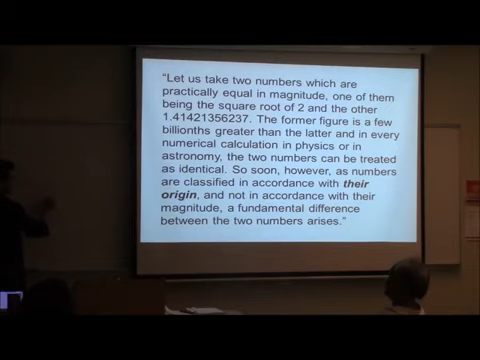 "Let us take two numbers which are
practically equal in magnitude, one of them
being the square root of 2 and the other
1.41421356237. The former figure is a few
billionths greater than the latter and in every
numerical calculation in physics or in
astronomy, the two numbers can be treated
as identical. So soon, however, as numbers
are classified in accordance with their
origin, and not in accordance with their
magnitude, a fundamental difference
between the two numbers arises."